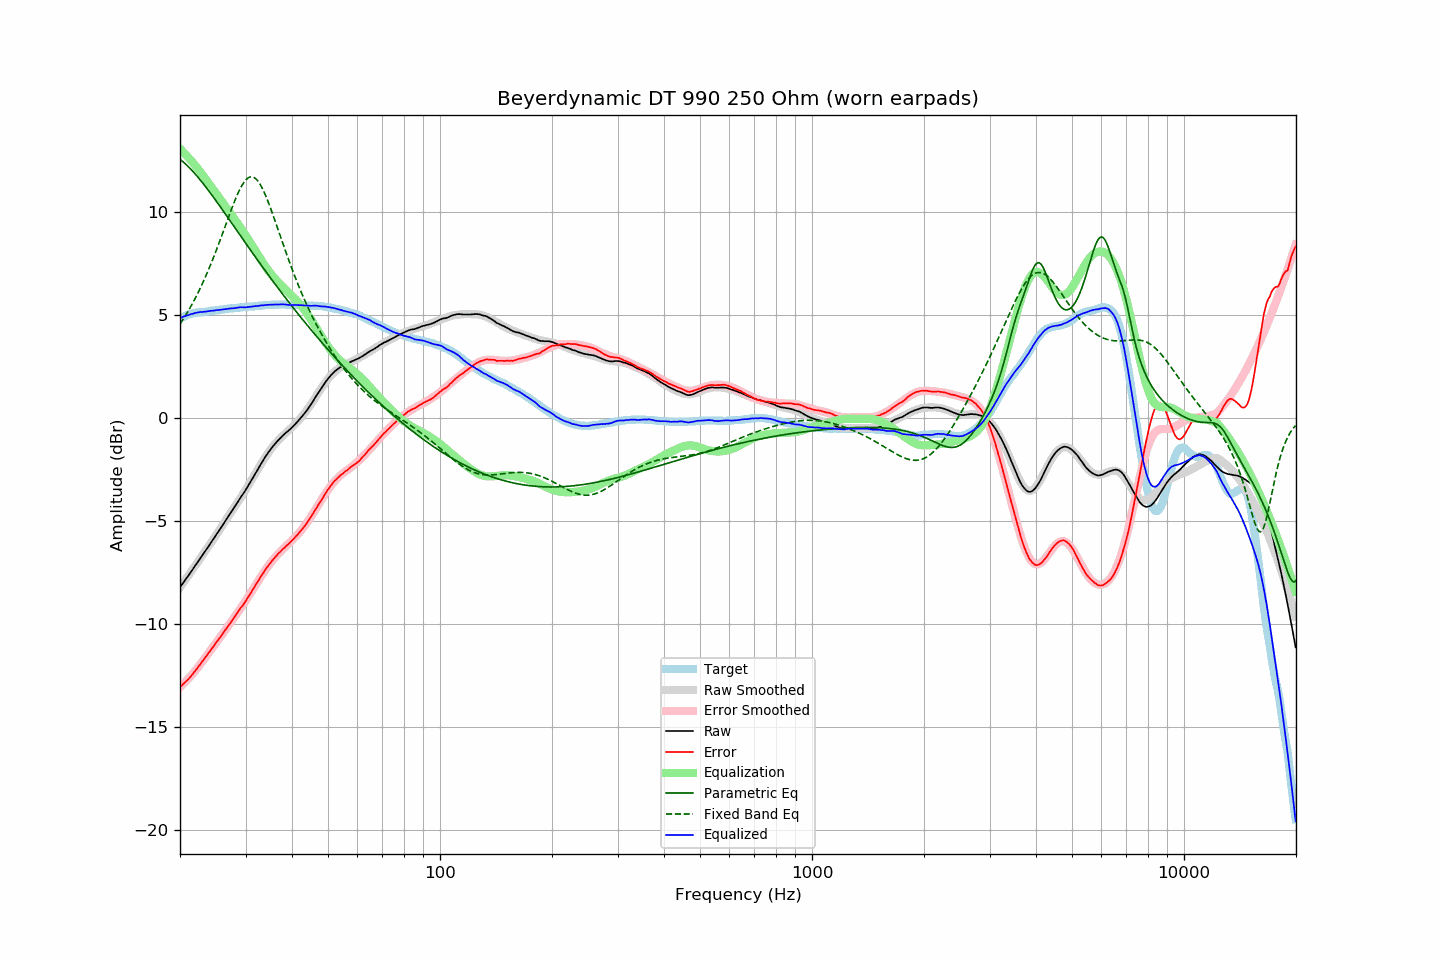 Beyerdynamic DT 990 250 Ohm (worn earpads)
Amplitude (dBr)
10
5
0
−5
−10
−15
−20
Target
Raw Smoothed
Error Smoothed
Raw
Error
Equalization
Parametric Eq
Fixed Band Eq
Equalized
100
1000
10000
Frequency (Hz)